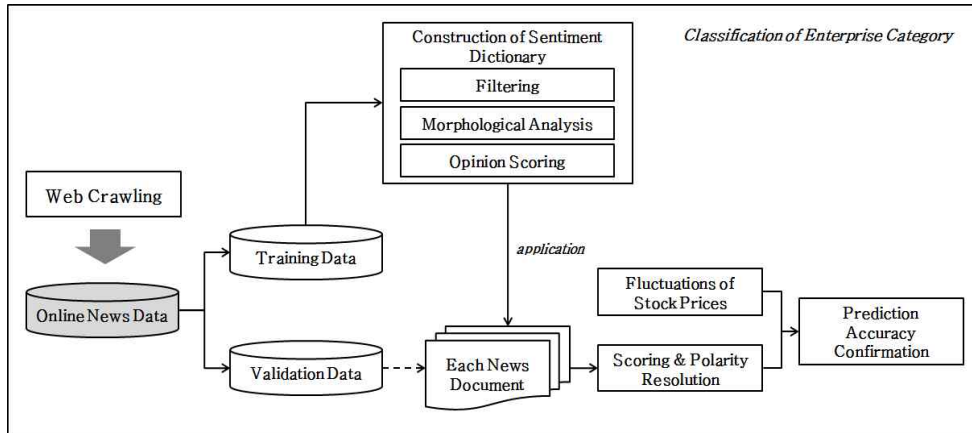 Classification of Enterprise Category
Construction of Sentiment
Dictionary
Filtering
Morphological Analysis
Opinion Scoring
Web Crawling
Online News Data
Training Data
Validation Data
application
Each News
Document
Fluctuations of
Stock Prices
Scoring & Polarity
Resolution
Prediction
Accuracy
Confirmation